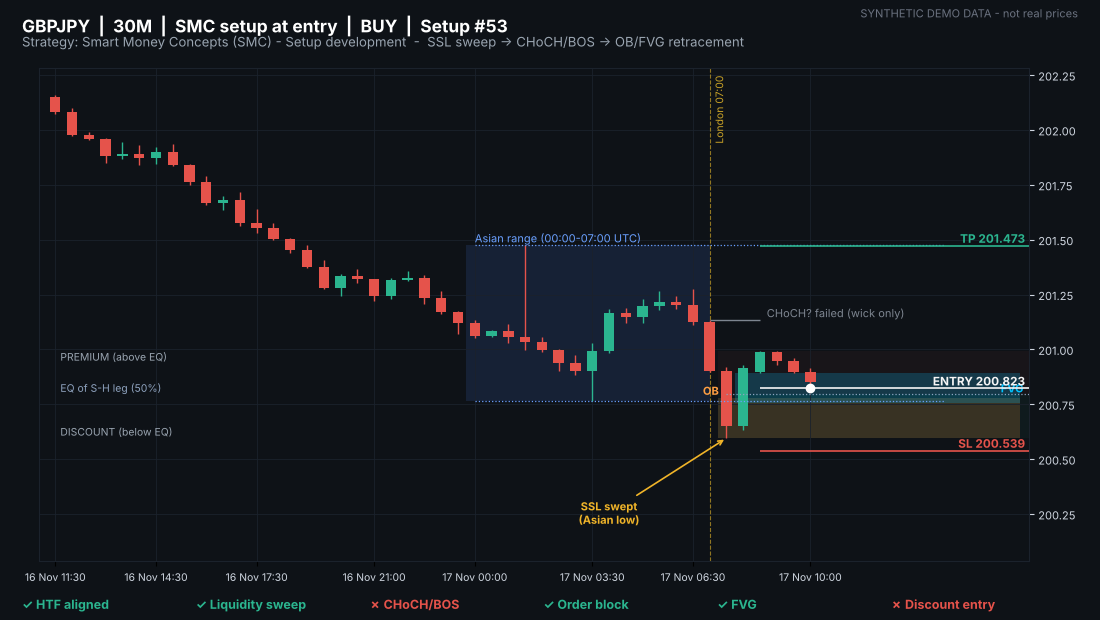 GBPJPY | 30M | SMC setup at entry | BUY | Setup #53
SYNTHETIC DEMO DATA - not real prices
Strategy: Smart Money Concepts (SMC) - Setup development - SSL sweep → CHoCH/BOS → OB/FVG retracement
London 07:00
202.25
202.00
201.75
201.50
201.25
201.00
200.75
200.50
200.25
Asian range (00:00-07:00 UTC)
TP 201.473
CHoCH? failed (wick only)
PREMIUM (above EQ)
EQ of S-H leg (50%)
DISCOUNT (below EQ)
ENTRY 200.823
FVG
OB
SL 200.539
SSL swept
(Asian low)
16 Nov 11:30
16 Nov 14:30
16 Nov 17:30
16 Nov 21:00
17 Nov 00:00
17 Nov 03:30
17 Nov 06:30
17 Nov 10:00
✓ HTF aligned
✓ Liquidity sweep
× CHoCH/BOS
✓ Order block
✓ FVG
× Discount entry